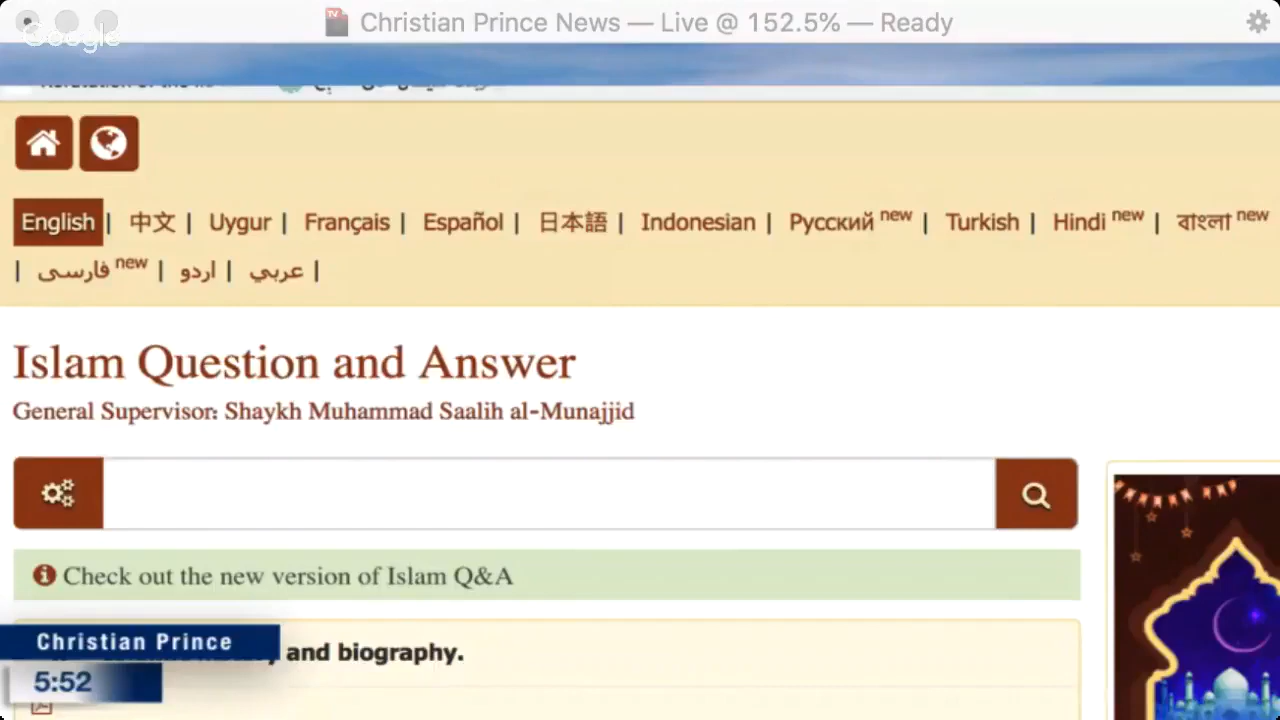 Christian Prince News — Live @ 152.5% — Ready
Google
English | 中文 | Uygur | Français | Español | 日本語 | Indonesian | Русский new | Turkish | Hindi new | বাংলা new
| فارسی new | اردو | عربي |
Islam Question and Answer
General Supervisor: Shaykh Muhammad Saalih al-Munajjid
Check out the new version of Islam Q&A
and biography.
Christian Prince
5:52